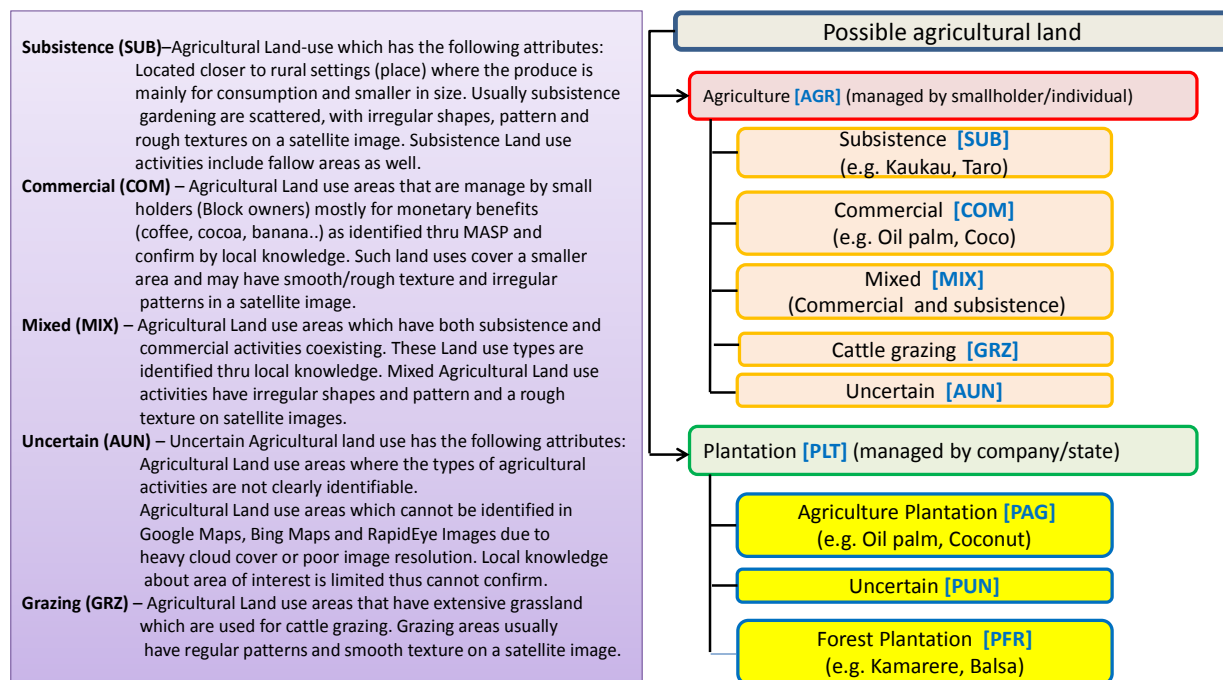 Subsistence (SUB)–Agricultural Land-use which has the following attributes:
Located closer to rural settings (place) where the produce is
mainly for consumption and smaller in size. Usually subsistence
gardening are scattered, with irregular shapes, pattern and
rough textures on a satellite image. Subsistence Land use
activities include fallow areas as well.
Commercial (COM) – Agricultural Land use areas that are manage by small
holders (Block owners) mostly for monetary benefits
(coffee, cocoa, banana..) as identified thru MASP and
confirm by local knowledge. Such land uses cover a smaller
area and may have smooth/rough texture and irregular
patterns in a satellite image.
Mixed (MIX) – Agricultural Land use areas which have both subsistence and
commercial activities coexisting. These Land use types are
identified thru local knowledge. Mixed Agricultural Land use
activities have irregular shapes and pattern and a rough
texture on satellite images.
Uncertain (AUN) – Uncertain Agricultural land use has the following attributes:
Agricultural Land use areas where the types of agricultural
activities are not clearly identifiable.
Agricultural Land use areas which cannot be identified in
Google Maps, Bing Maps and RapidEye Images due to
heavy cloud cover or poor image resolution. Local knowledge
about area of interest is limited thus cannot confirm.
Grazing (GRZ) – Agricultural Land use areas that have extensive grassland
which are used for cattle grazing. Grazing areas usually
have regular patterns and smooth texture on a satellite image.
Possible agricultural land
Agriculture [AGR] (managed by smallholder/individual)
Subsistence [SUB]
(e.g. Kaukau, Taro)
Commercial [COM]
(e.g. Oil palm, Coco)
Mixed [MIX]
(Commercial and subsistence)
Cattle grazing [GRZ]
Uncertain [AUN]
Plantation [PLT] (managed by company/state)
Agriculture Plantation [PAG]
(e.g. Oil palm, Coconut)
Uncertain [PUN]
Forest Plantation [PFR]
(e.g. Kamarere, Balsa)